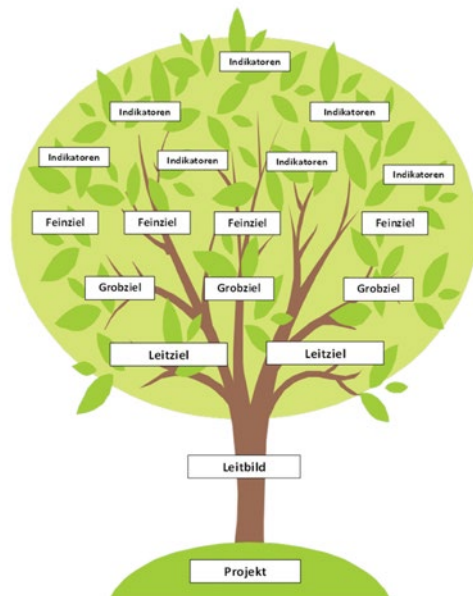 Indikatoren
Indikatoren
Indikatoren
Indikatoren
Indikatoren
Indikatoren
Indikatoren
Feinziel
Feinziel
Feinziel
Feinziel
Grobziel
Grobziel
Grobziel
Leitziel
Leitziel
Leitbild
Projekt